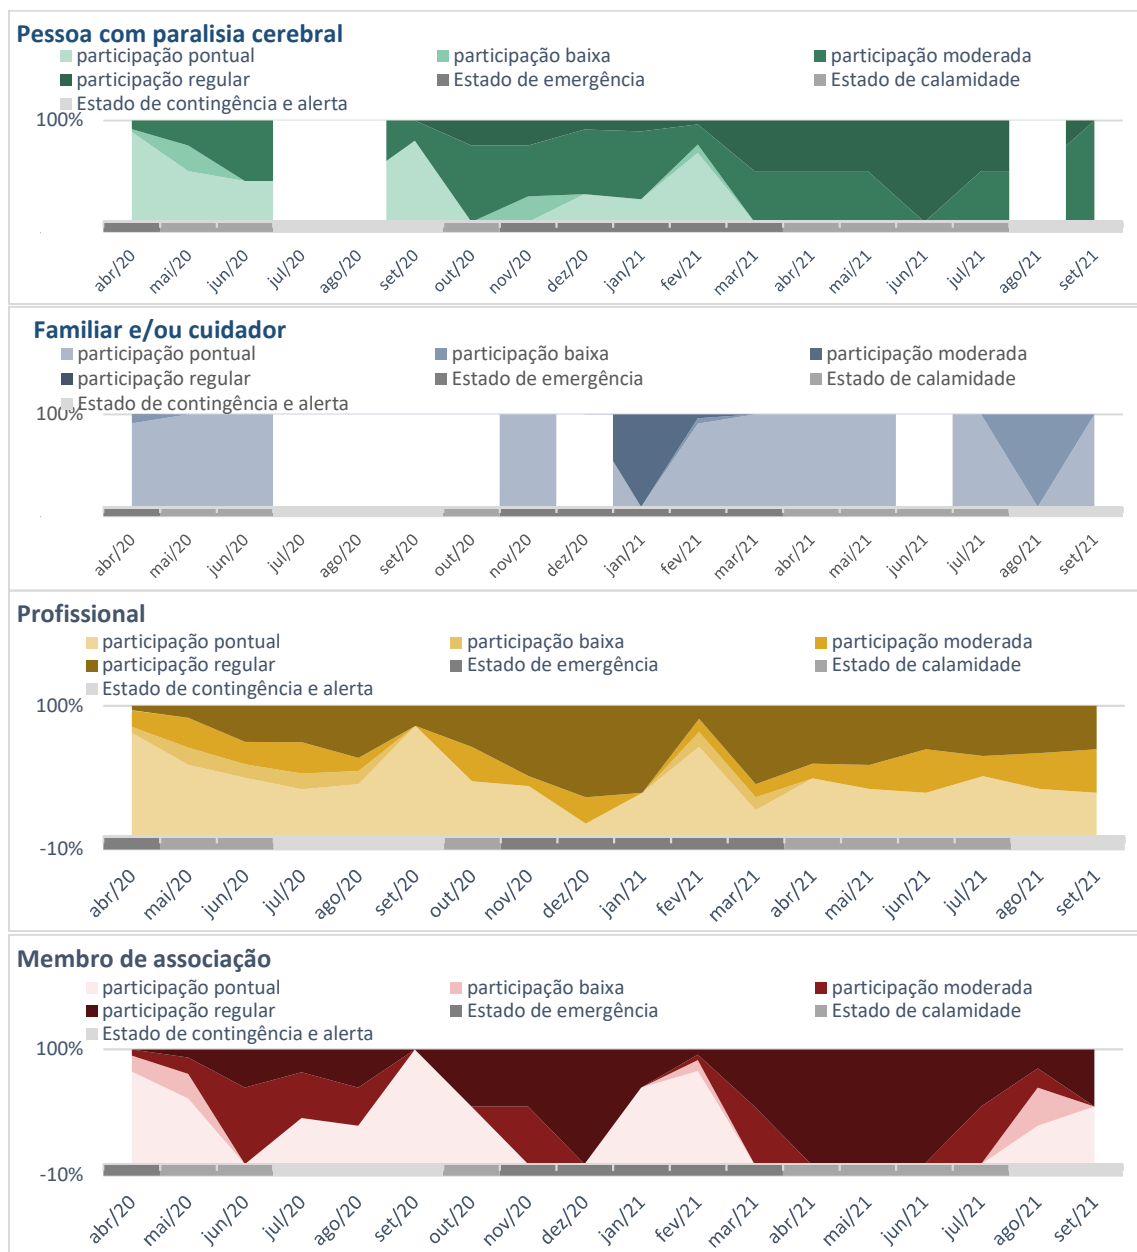 Pessoa com paralisia cerebral
participação pontual participação baixa participação moderada
participação regular Estado de emergência Estado de calamidade
Estado de contingência e alerta
100%
abr/20 mai/20 jun/20 jul/20 ago/20 set/20 out/20 nov/20 dez/20 jan/21 fev/21 mar/21 abr/21 mai/21 jun/21 jul/21 ago/21 set/21
Familiar e/ou cuidador
participação pontual participação baixa participação moderada
participação regular Estado de emergência Estado de calamidade
Estado de contingência e alerta
100%
abr/20 mai/20 jun/20 jul/20 ago/20 set/20 out/20 nov/20 dez/20 jan/21 fev/21 mar/21 abr/21 mai/21 jun/21 jul/21 ago/21 set/21
Profissional
participação pontual participação baixa participação moderada
participação regular Estado de emergência Estado de calamidade
Estado de contingência e alerta
100%
-10%
abr/20 mai/20 jun/20 jul/20 ago/20 set/20 out/20 nov/20 dez/20 jan/21 fev/21 mar/21 abr/21 mai/21 jun/21 jul/21 ago/21 set/21
Membro de associação
participação pontual participação baixa participação moderada
participação regular Estado de emergência Estado de calamidade
Estado de contingência e alerta
100%
-10%
abr/20 mai/20 jun/20 jul/20 ago/20 set/20 out/20 nov/20 dez/20 jan/21 fev/21 mar/21 abr/21 mai/21 jun/21 jul/21 ago/21 set/21